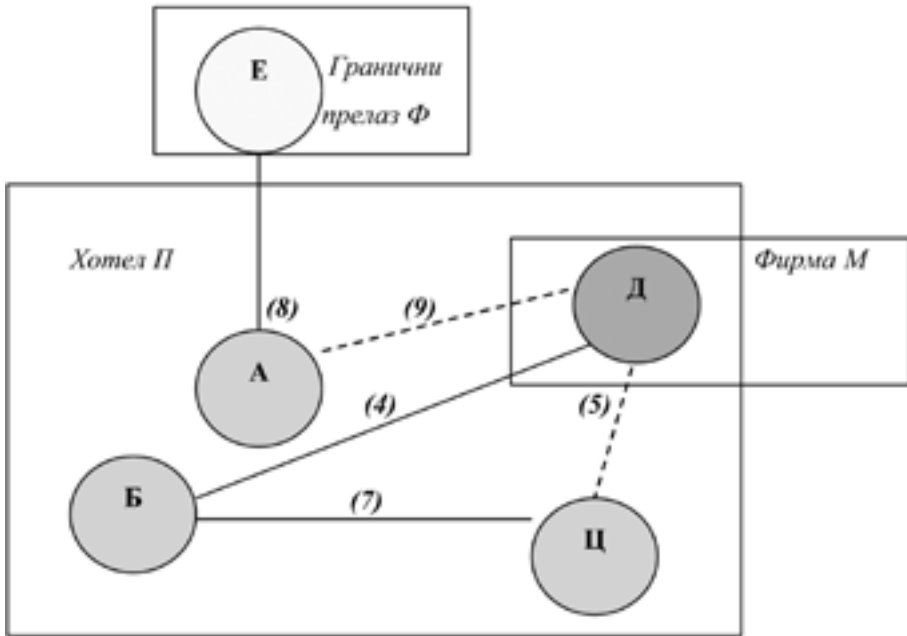 Е
Гранични
прелаз Ф
Хотел П
Фирма М
Д
(8)
(9)
А
(4)
(5)
Б
(7)
Ц